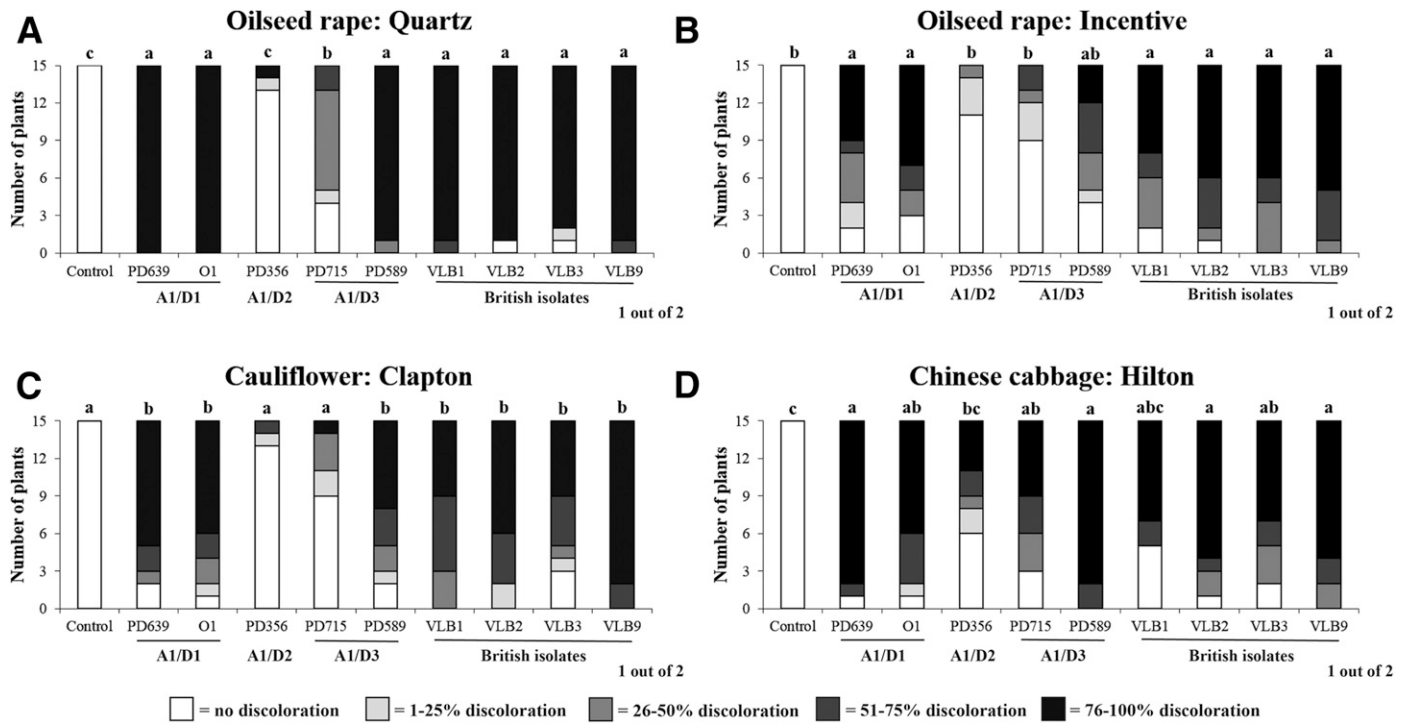 A
Oilseed rape: Quartz
c a a c b a a a a a
Number of plants
15
12
9
6
3
0
Control PD639 O1 PD356 PD715 PD589 VLB1 VLB2 VLB3 VLB9
A1/D1 A1/D2 A1/D3 British isolates
1 out of 2
B
Oilseed rape: Incentive
b a a b b ab a a a a
Number of plants
15
12
9
6
3
0
Control PD639 O1 PD356 PD715 PD589 VLB1 VLB2 VLB3 VLB9
A1/D1 A1/D2 A1/D3 British isolates
1 out of 2
C
Cauliflower: Clapton
a b b a a b b b b b
Number of plants
15
12
9
6
3
0
Control PD639 O1 PD356 PD715 PD589 VLB1 VLB2 VLB3 VLB9
A1/D1 A1/D2 A1/D3 British isolates
1 out of 2
D
Chinese cabbage: Hilton
c a ab bc ab a abc a ab a
Number of plants
15
12
9
6
3
0
Control PD639 O1 PD356 PD715 PD589 VLB1 VLB2 VLB3 VLB9
A1/D1 A1/D2 A1/D3 British isolates
1 out of 2
= no discoloration = 1-25% discoloration = 26-50% discoloration = 51-75% discoloration = 76-100% discoloration